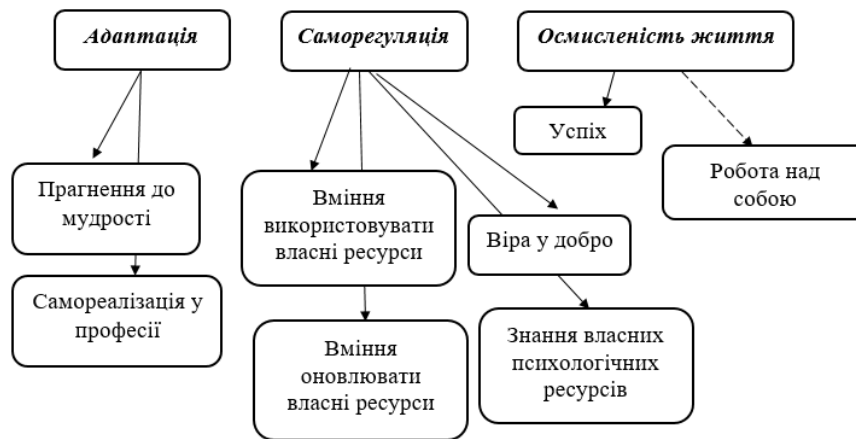 Адаптація
Саморегуляція
Осмисленість життя
Успіх
Робота над
собою
Прагнення до
мудрості
Вміння
використовувати
власні ресурси
Віра у добро
Самореалізація у
професії
Вміння
оновлювати
власні ресурси
Знання власних
психологічних
ресурсів